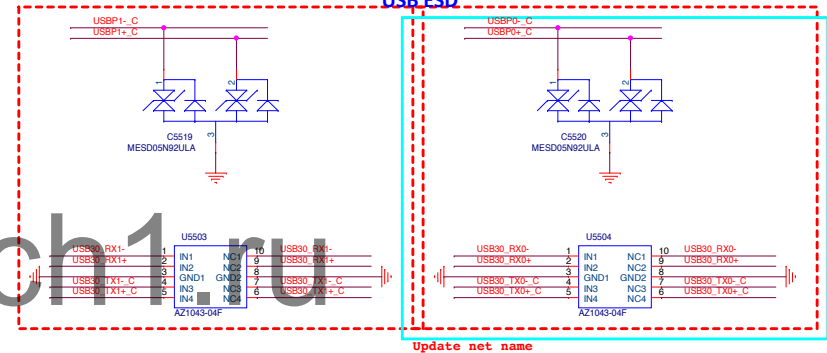 USB ESD
USBP1-_C
USBP1+_C
1
2
3
C5519
MESD05N92ULA
USBP0-_C
USBP0+_C
1
2
3
C5520
MESD05N92ULA
U5503
USB30_RX1- 1 IN1 NC1 10 USB30_RX1-
USB30_RX1+ 2 IN2 NC2 9 USB30_RX1+
3 GND1 GND2 8
USB30_TX1-_C 4 IN3 NC3 7 USB30_TX1-_C
USB30_TX1+_C 5 IN4 NC4 6 USB30_TX1+_C
AZ1043-04F
U5504
USB30_RX0- 1 IN1 NC1 10 USB30_RX0-
USB30_RX0+ 2 IN2 NC2 9 USB30_RX0+
3 GND1 GND2 8
USB30_TX0-_C 4 IN3 NC3 7 USB30_TX0-_C
USB30_TX0+_C 5 IN4 NC4 6 USB30_TX0+_C
AZ1043-04F
ch1.ru
Update net name